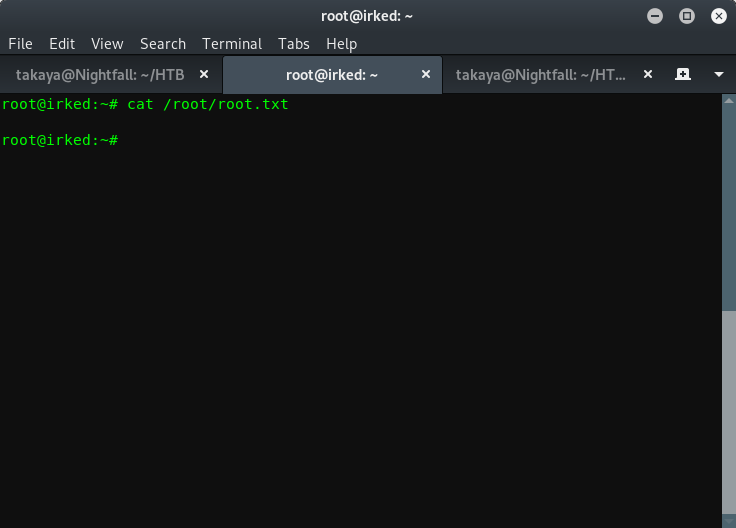 root@irked: ~
File Edit View Search Terminal Tabs Help
takaya@Nightfall: ~/HTB × root@irked: ~ × takaya@Nightfall: ~/HT... ×
root@irked:~# cat /root/root.txt
root@irked:~#